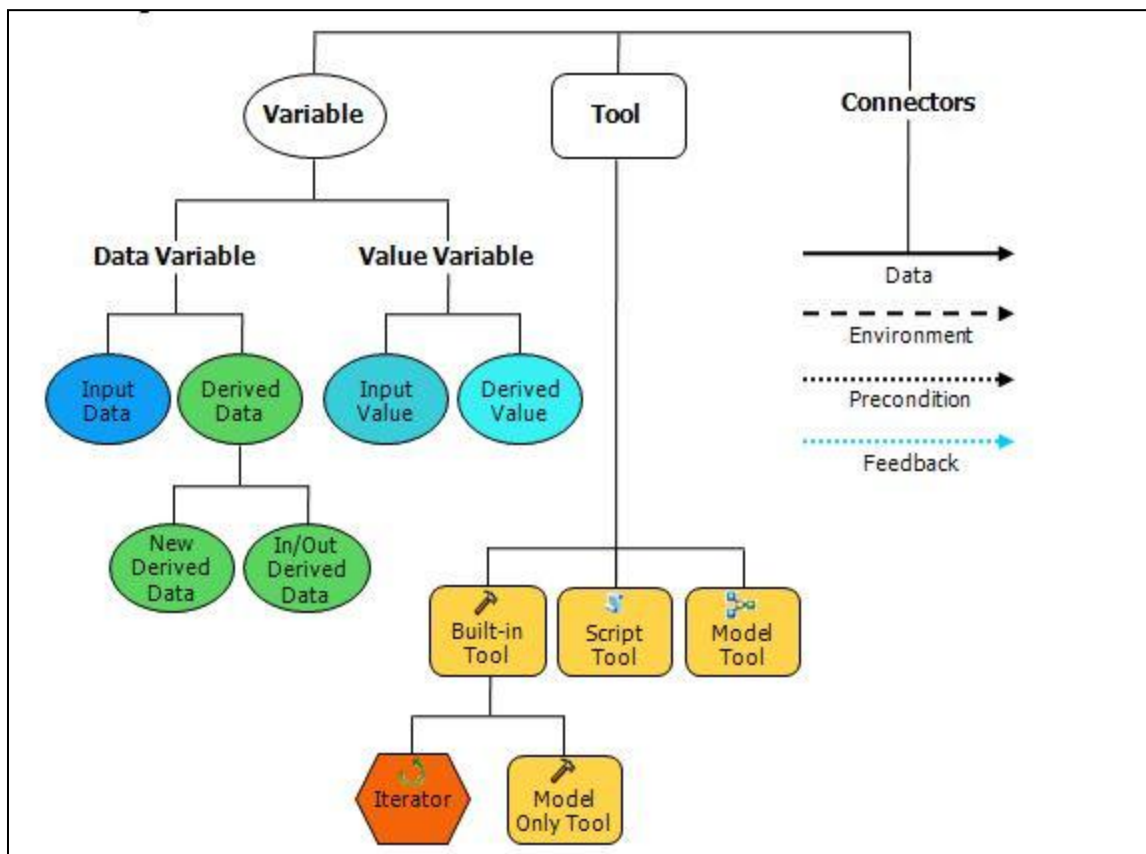 Variable
Tool
Connectors
Data Variable
Value Variable
Data
Environment
Precondition
Feedback
Input
Data
Derived
Data
Input
Value
Derived
Value
New
Derived
Data
In/Out
Derived
Data
Built-in
Tool
Script
Tool
Model
Tool
Iterator
Model
Only Tool